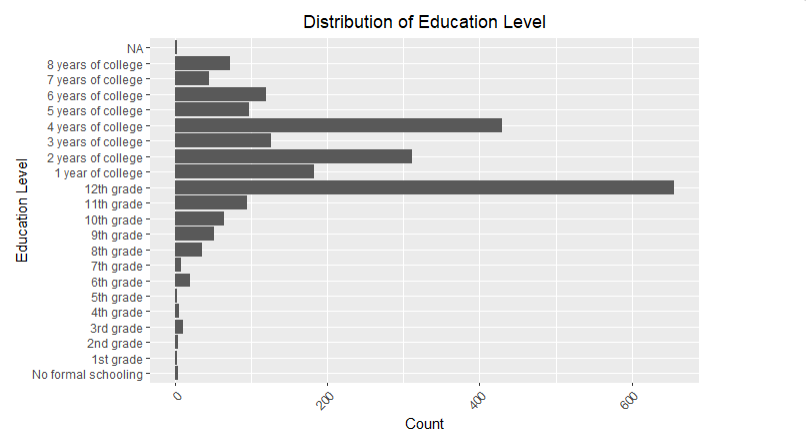 Distribution of Education Level
NA
8 years of college
7 years of college
6 years of college
5 years of college
4 years of college
3 years of college
2 years of college
1 year of college
12th grade
11th grade
10th grade
9th grade
8th grade
7th grade
6th grade
5th grade
4th grade
3rd grade
2nd grade
1st grade
No formal schooling
Education Level
0
200
400
600
Count